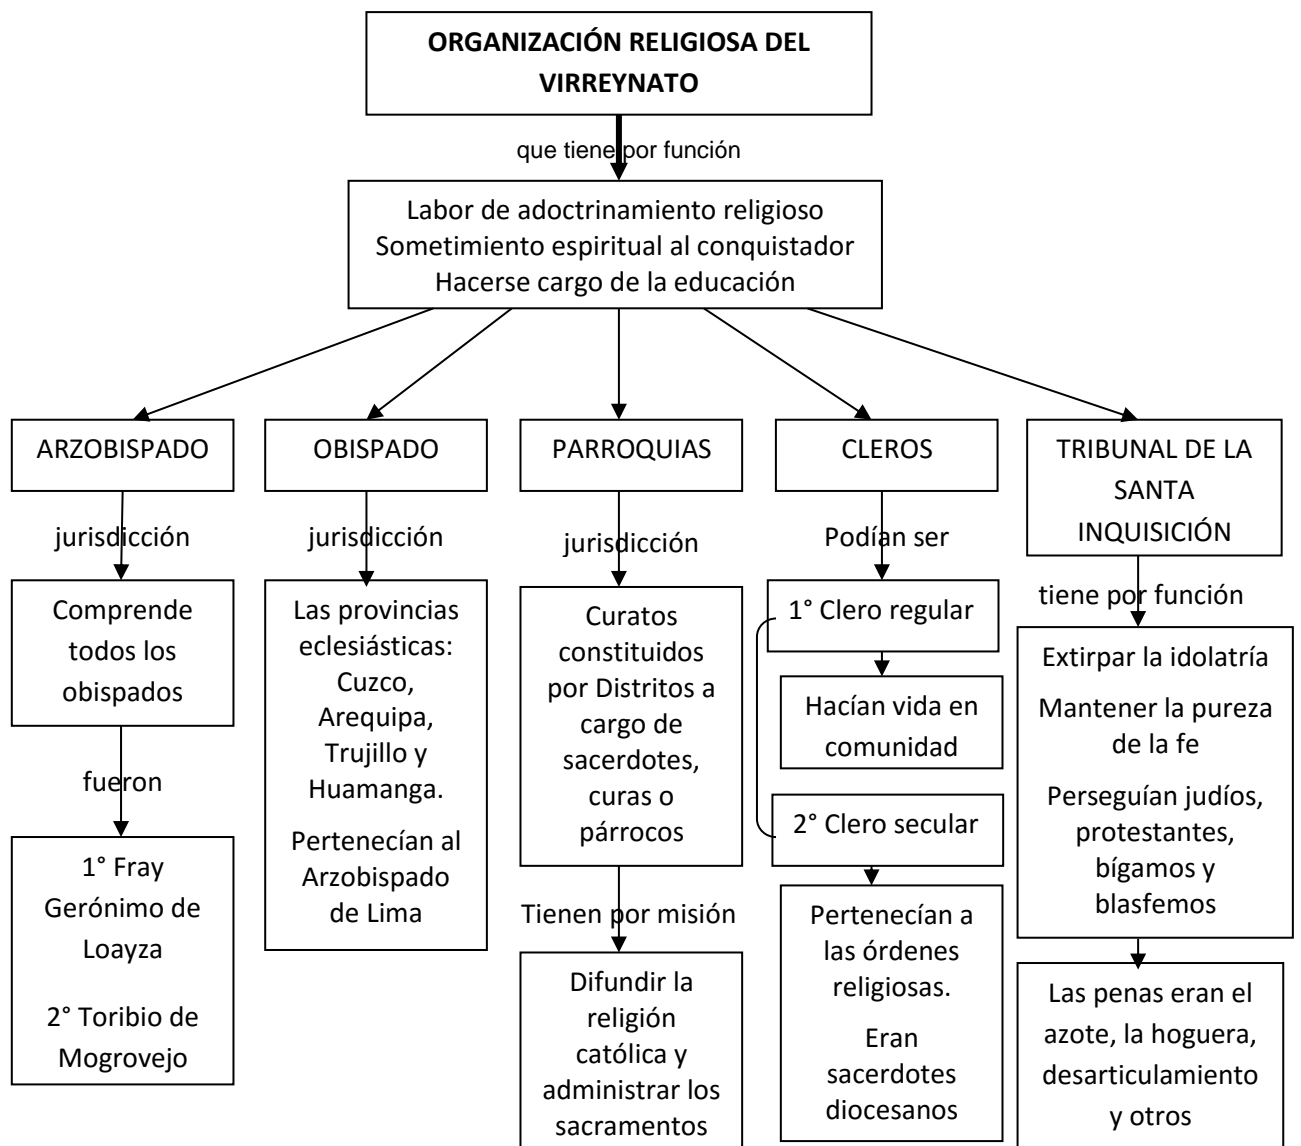 ORGANIZACIÓN RELIGIOSA DEL
VIRREYNATO
que tiene por función
Labor de adoctrinamiento religioso
Sometimiento espiritual al conquistador
Hacerse cargo de la educación
ARZOBISPADO
jurisdicción
Comprende
todos los
obispados
fueron
1° Fray
Gerónimo de
Loayza
2° Toribio de
Mogrovejo
OBISPADO
jurisdicción
Las provincias
eclesiásticas:
Cuzco,
Arequipa,
Trujillo y
Huamanga.
Pertenecían al
Arzobispado
de Lima
PARROQUIAS
jurisdicción
Curatos
constituidos
por Distritos a
cargo de
sacerdotes,
curas o
párrocos
Tienen por misión
Difundir la
religión
católica y
administrar los
sacramentos
CLEROS
Podían ser
1° Clero regular
Hacían vida en
comunidad
2° Clero secular
Pertenecían a
las órdenes
religiosas.
Eran
sacerdotes
diocesanos
TRIBUNAL DE LA
SANTA
INQUISICIÓN
tiene por función
Extirpar la idolatría
Mantener la pureza
de la fe
Perseguían judíos,
protestantes,
bígamos y
blasfemos
Las penas eran el
azote, la hoguera,
desarticulamiento
y otros